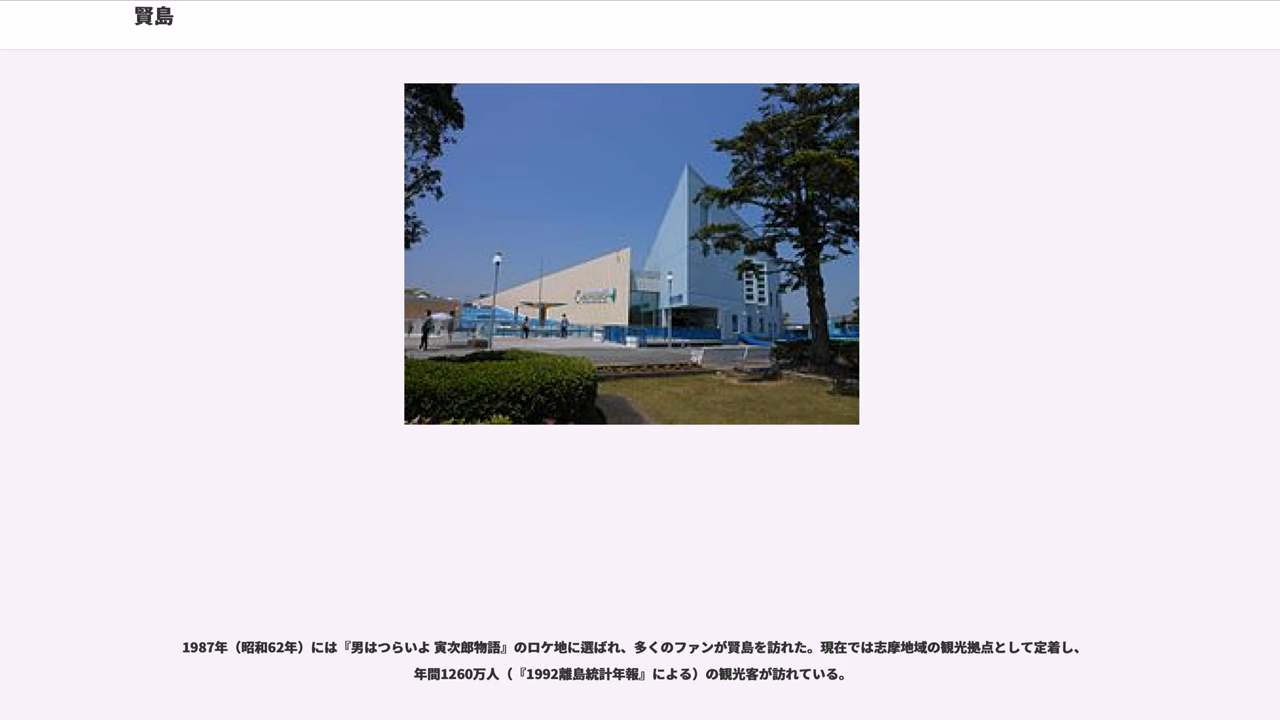 賢島
1987年（昭和62年）には『男はつらいよ 寅次郎物語』のロケ地に選ばれ、多くのファンが賢島を訪れた。現在では志摩地域の観光拠点として定着し、
年間1260万人（『1992離島統計年報』による）の観光客が訪れている。